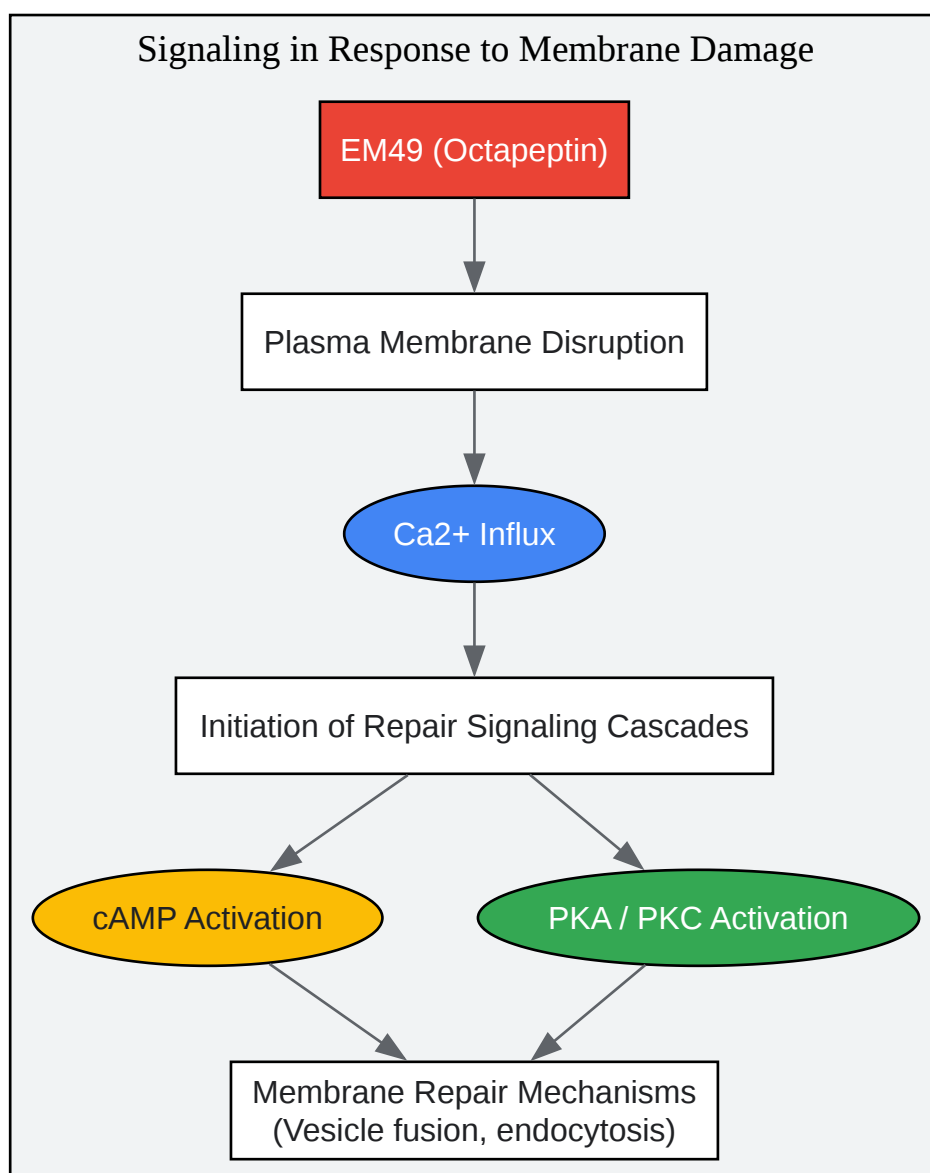 Signaling in Response to Membrane Damage
EM49 (Octapeptin)
Plasma Membrane Disruption
Ca2+ Influx
Initiation of Repair Signaling Cascades
cAMP Activation
PKA / PKC Activation
Membrane Repair Mechanisms
(Vesicle fusion, endocytosis)